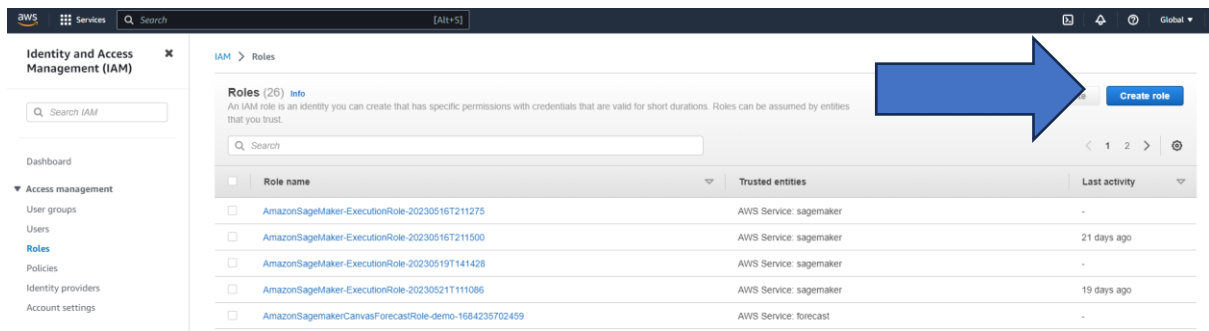 aws Services Search [Alt+S] Global
Identity and Access
Management (IAM)
Search IAM
Dashboard
Access management
User groups
Users
Roles
Policies
Identity providers
Account settings
IAM > Roles
Roles (26) Info
An IAM role is an identity you can create that has specific permissions with credentials that are valid for short durations. Roles can be assumed by entities
that you trust.
Create role
Search
< 1 2 >
Role name Trusted entities Last activity
AmazonSageMaker-ExecutionRole-20230516T211275 AWS Service: sagemaker -
AmazonSageMaker-ExecutionRole-20230516T211500 AWS Service: sagemaker 21 days ago
AmazonSageMaker-ExecutionRole-20230519T141428 AWS Service: sagemaker -
AmazonSageMaker-ExecutionRole-20230521T111086 AWS Service: sagemaker 19 days ago
AmazonSagemakerCanvasForecastRole-demo-1684235702459 AWS Service: forecast -